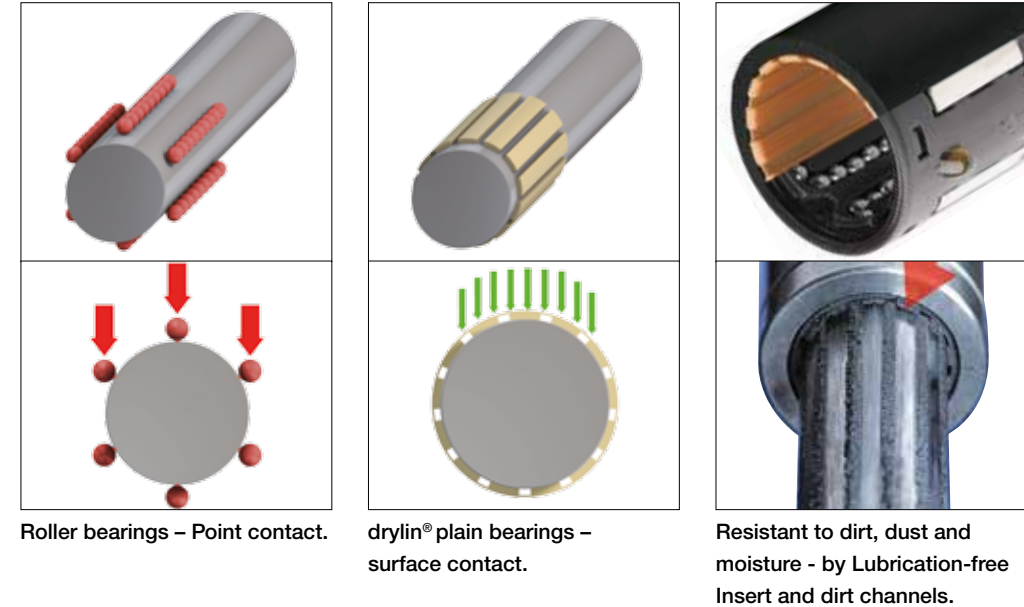 Roller bearings – Point contact.
drylin® plain bearings –
surface contact.
Resistant to dirt, dust and
moisture - by Lubrication-free
Insert and dirt channels.